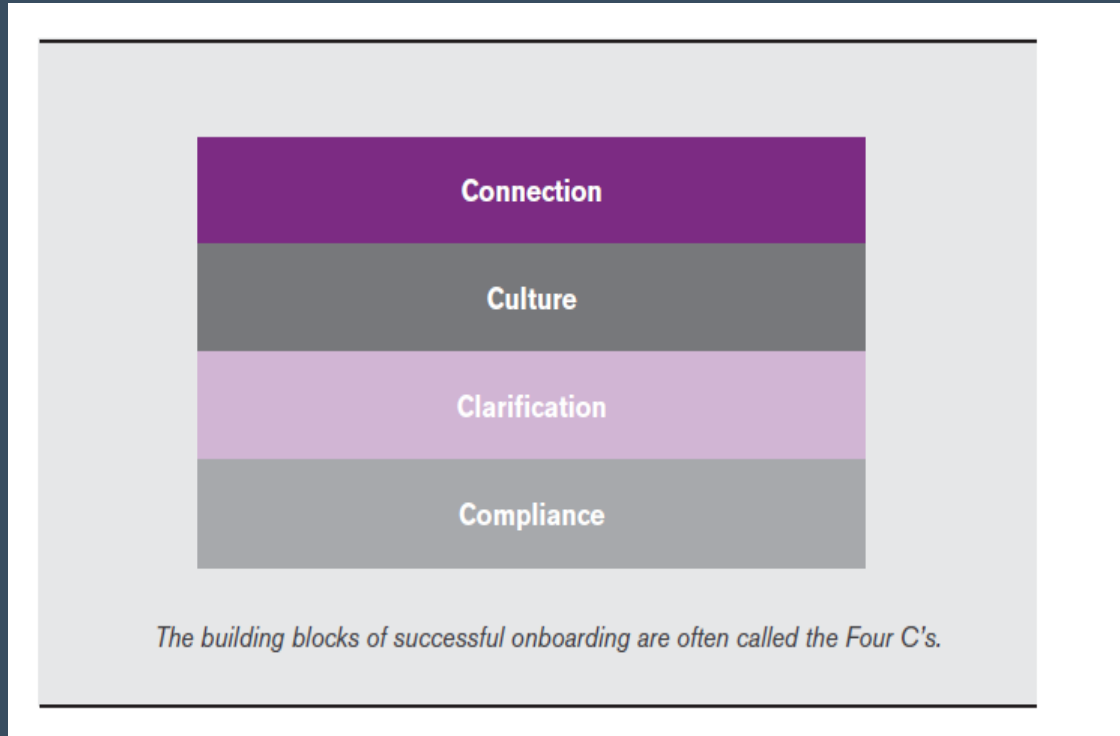 Connection
Culture
Clarification
Compliance
The building blocks of successful onboarding are often called the Four C's.